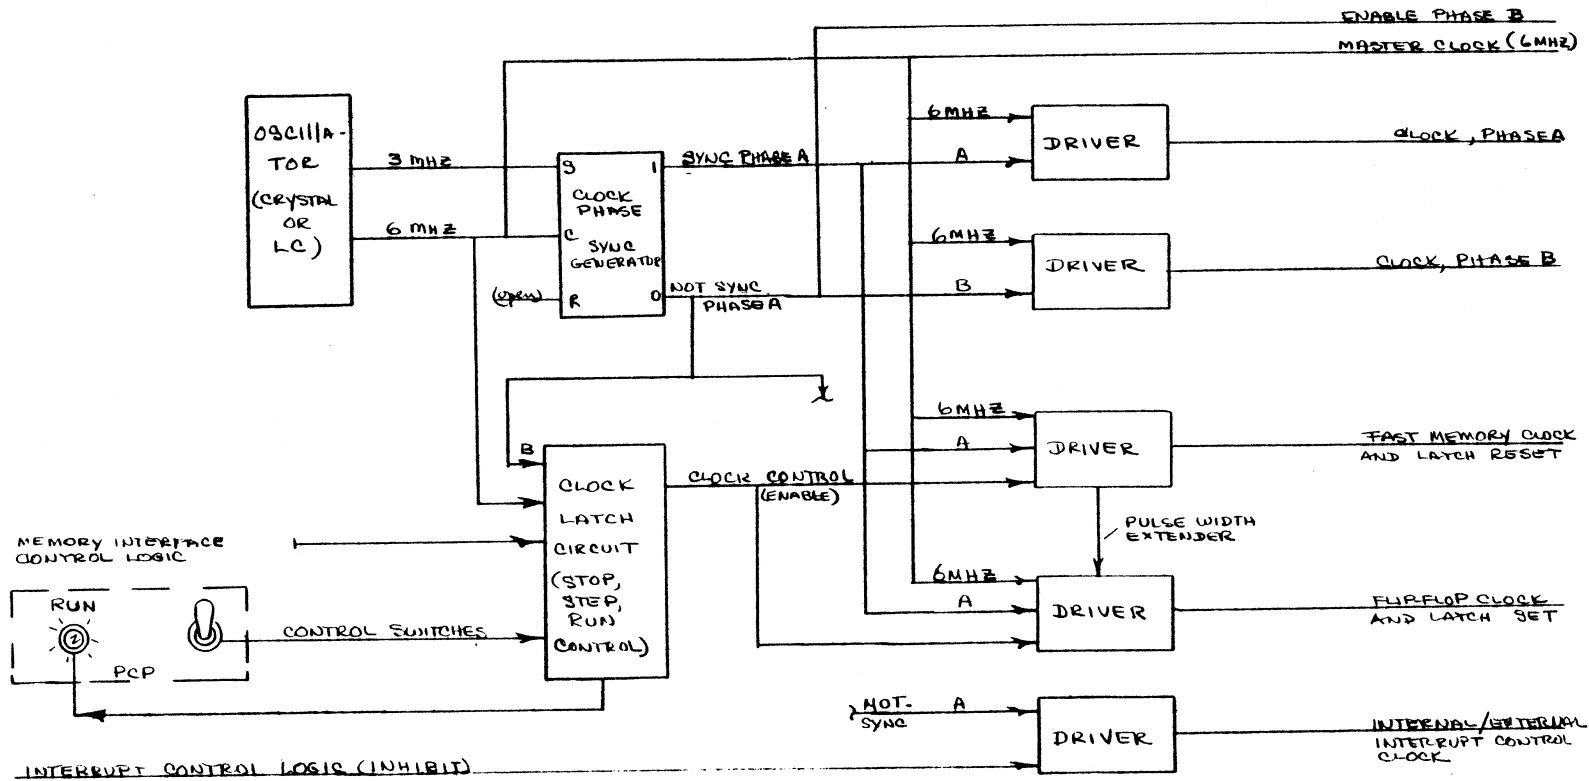 ENABLE PHASE B
MASTER CLOCK (6MHZ)
OSCIllA-
TOR
(CRYSTAL
OR
LC)
3 MHZ
6 MHZ
S
1
CLOCK
PHASE
C
SYNC
GENERATOR
(open)
R
0
SYNC PHASE A
NOT SYNC
PHASE A
6MHZ
A
DRIVER
CLOCK, PHASE A
6MHZ
B
DRIVER
CLOCK, PHASE B
6MHZ
A
DRIVER
FAST MEMORY CLOCK
AND LATCH RESET
B
CLOCK
LATCH
CIRCUIT
(STOP,
STEP,
RUN
CONTROL)
CLOCK CONTROL
(ENABLE)
PULSE WIDTH
EXTENDER
MEMORY INTERFACE
CONTROL LOGIC
RUN
PCP
CONTROL SWITCHES
6MHZ
A
DRIVER
FLIP-FLOP CLOCK
AND LATCH SET
NOT A
SYNC
DRIVER
INTERNAL/EXTERNAL
INTERRUPT CONTROL
CLOCK
INTERRUPT CONTROL LOGIC (INHIBIT)